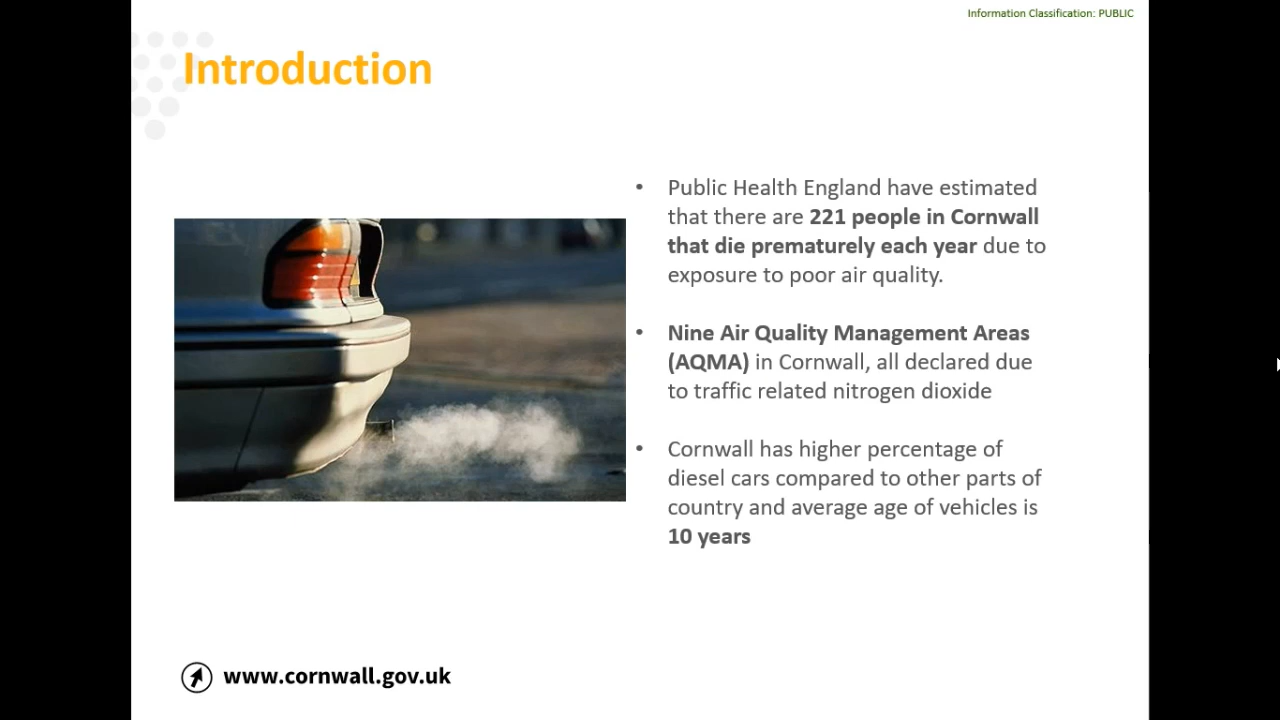 Information Classification: PUBLIC
Introduction
• Public Health England have estimated
that there are 221 people in Cornwall
that die prematurely each year due to
exposure to poor air quality.
• Nine Air Quality Management Areas
(AQMA) in Cornwall, all declared due
to traffic related nitrogen dioxide
• Cornwall has higher percentage of
diesel cars compared to other parts of
country and average age of vehicles is
10 years
www.cornwall.gov.uk